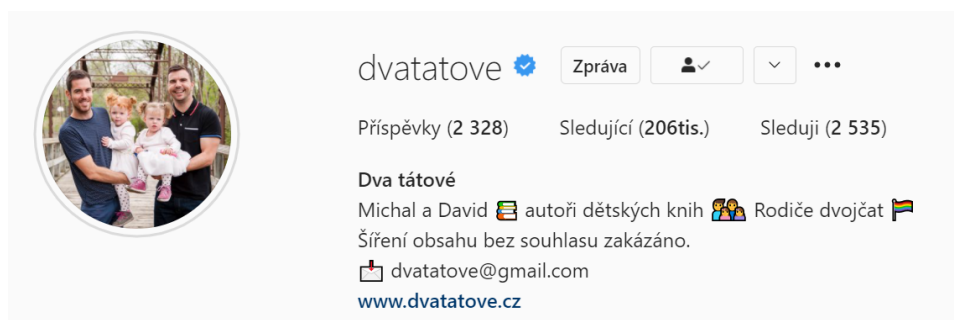 dvatatove Zpráva
Příspěvky (2 328) Sledující (206tis.) Sleduji (2 535)
Dva tátové
Michal a David 📚 autoři dětských knih 👨‍👩‍👧‍👦 Rodiče dvojčat 🏳️‍🌈
Šíření obsahu bez souhlasu zakázáno.
📩 dvatatove@gmail.com
www.dvatatove.cz